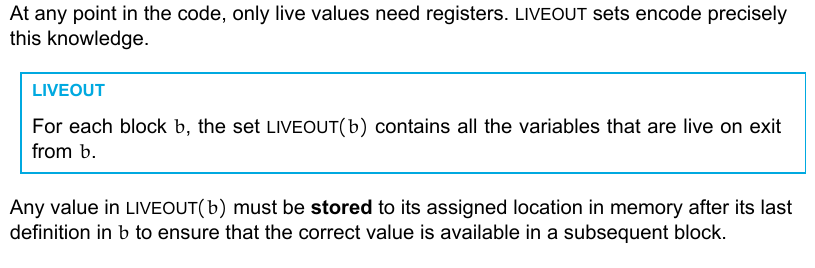 At any point in the code, only live values need registers. LIVEOUT sets encode precisely
this knowledge.
LIVEOUT
For each block b, the set LIVEOUT(b) contains all the variables that are live on exit
from b.
Any value in LIVEOUT(b) must be stored to its assigned location in memory after its last
definition in b to ensure that the correct value is available in a subsequent block.